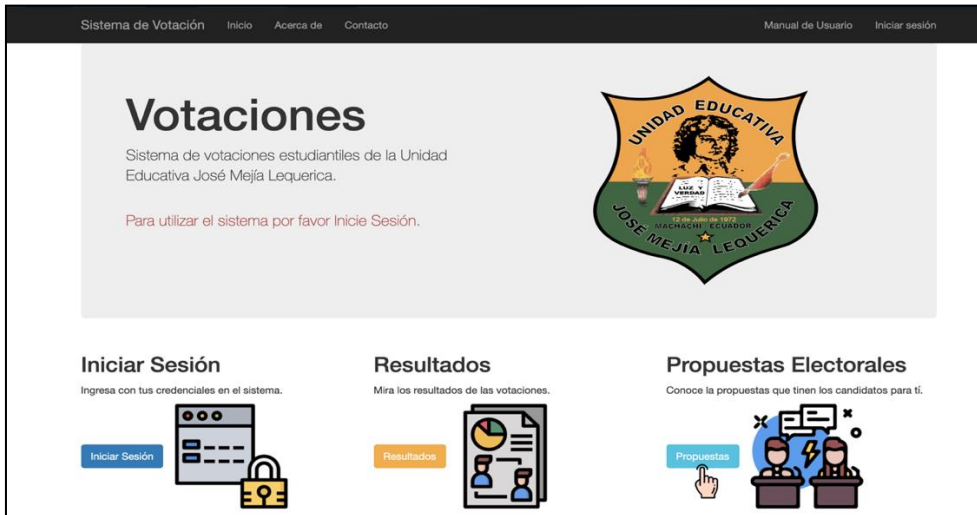 Sistema de Votación Inicio Acerca de Contacto Manual de Usuario Iniciar sesión
Votaciones
Sistema de votaciones estudiantiles de la Unidad
Educativa José Mejía Lequerica.
Para utilizar el sistema por favor Inicie Sesión.
UNIDAD EDUCATIVA
LUZ Y
VERDAD
12 de Julio de 1972
MACHACHI - ECUADOR
JOSE MEJÍA LEQUERICA
Iniciar Sesión
Ingresa con tus credenciales en el sistema.
Iniciar Sesión
Resultados
Mira los resultados de las votaciones.
Resultados
Propuestas Electorales
Conoce la propuestas que tinen los candidatos para tí.
Propuestas